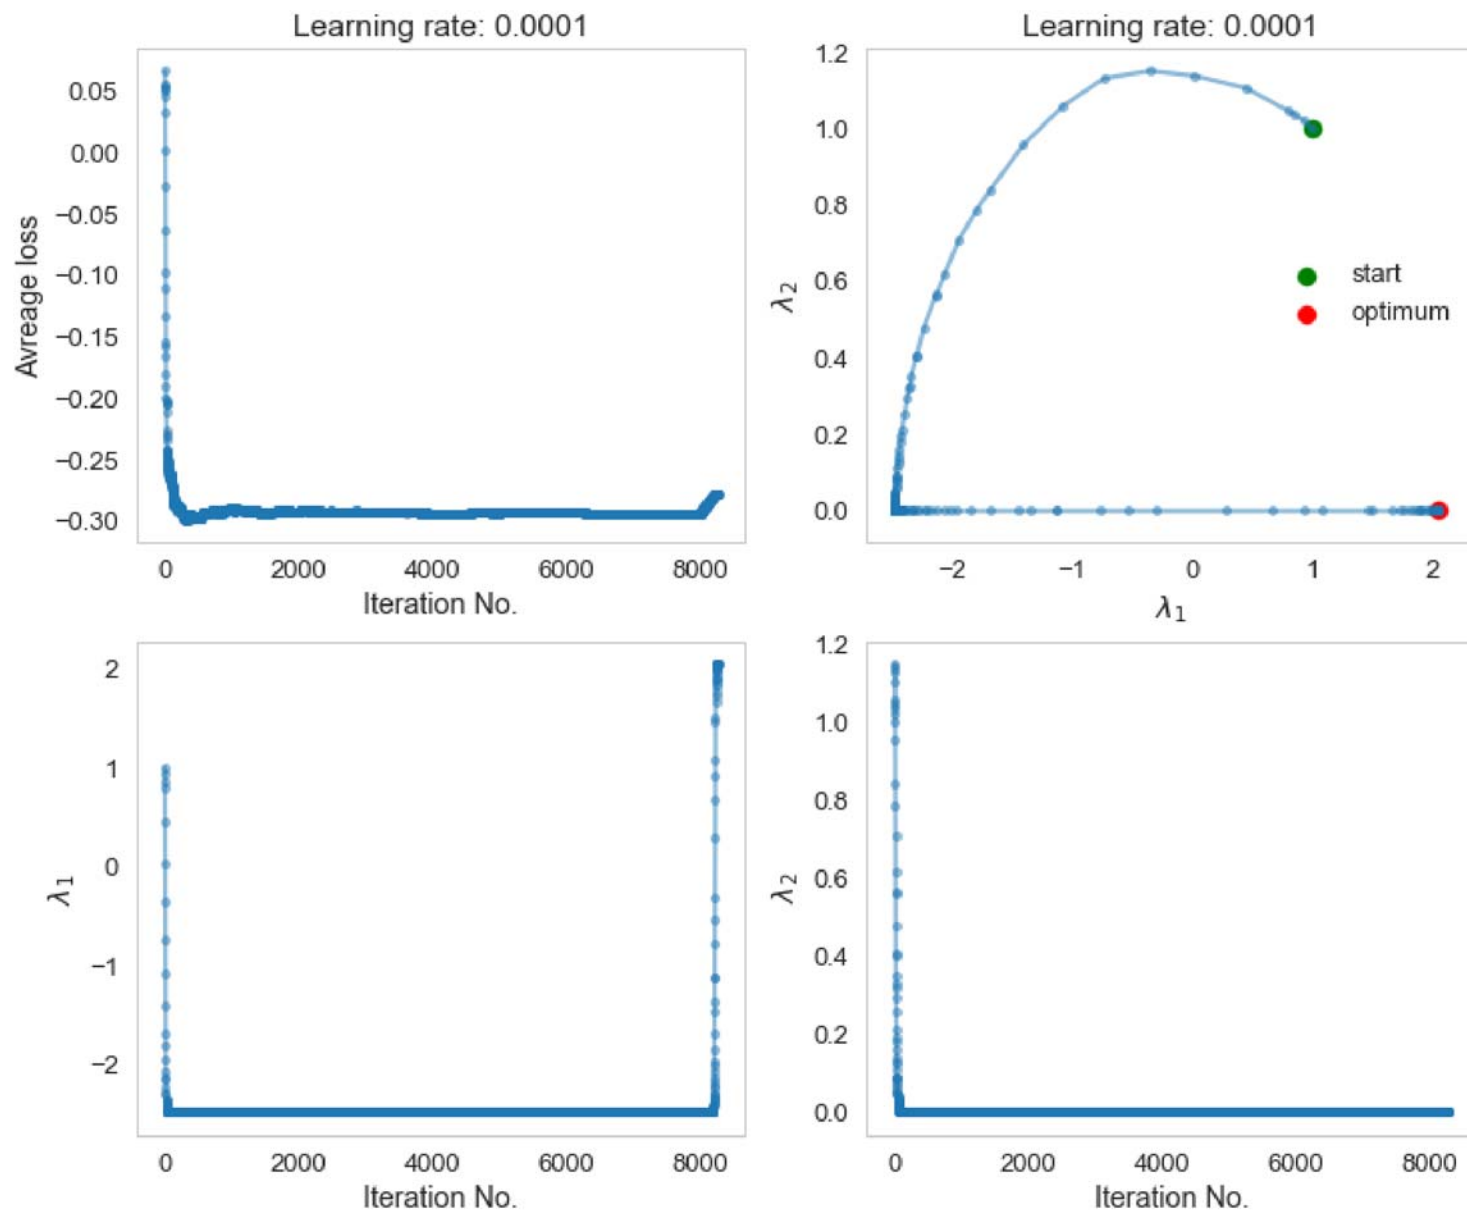 Learning rate: 0.0001
0.05
0.00
−0.05
−0.10
−0.15
−0.20
−0.25
−0.30
Avreage loss
0 2000 4000 6000 8000
Iteration No.
Learning rate: 0.0001
1.2
1.0
0.8
0.6
0.4
0.2
0.0
λ2
start
optimum
−2 −1 0 1 2
λ1
2
1
0
−1
−2
λ1
0 2000 4000 6000 8000
Iteration No.
1.2
1.0
0.8
0.6
0.4
0.2
0.0
λ2
0 2000 4000 6000 8000
Iteration No.